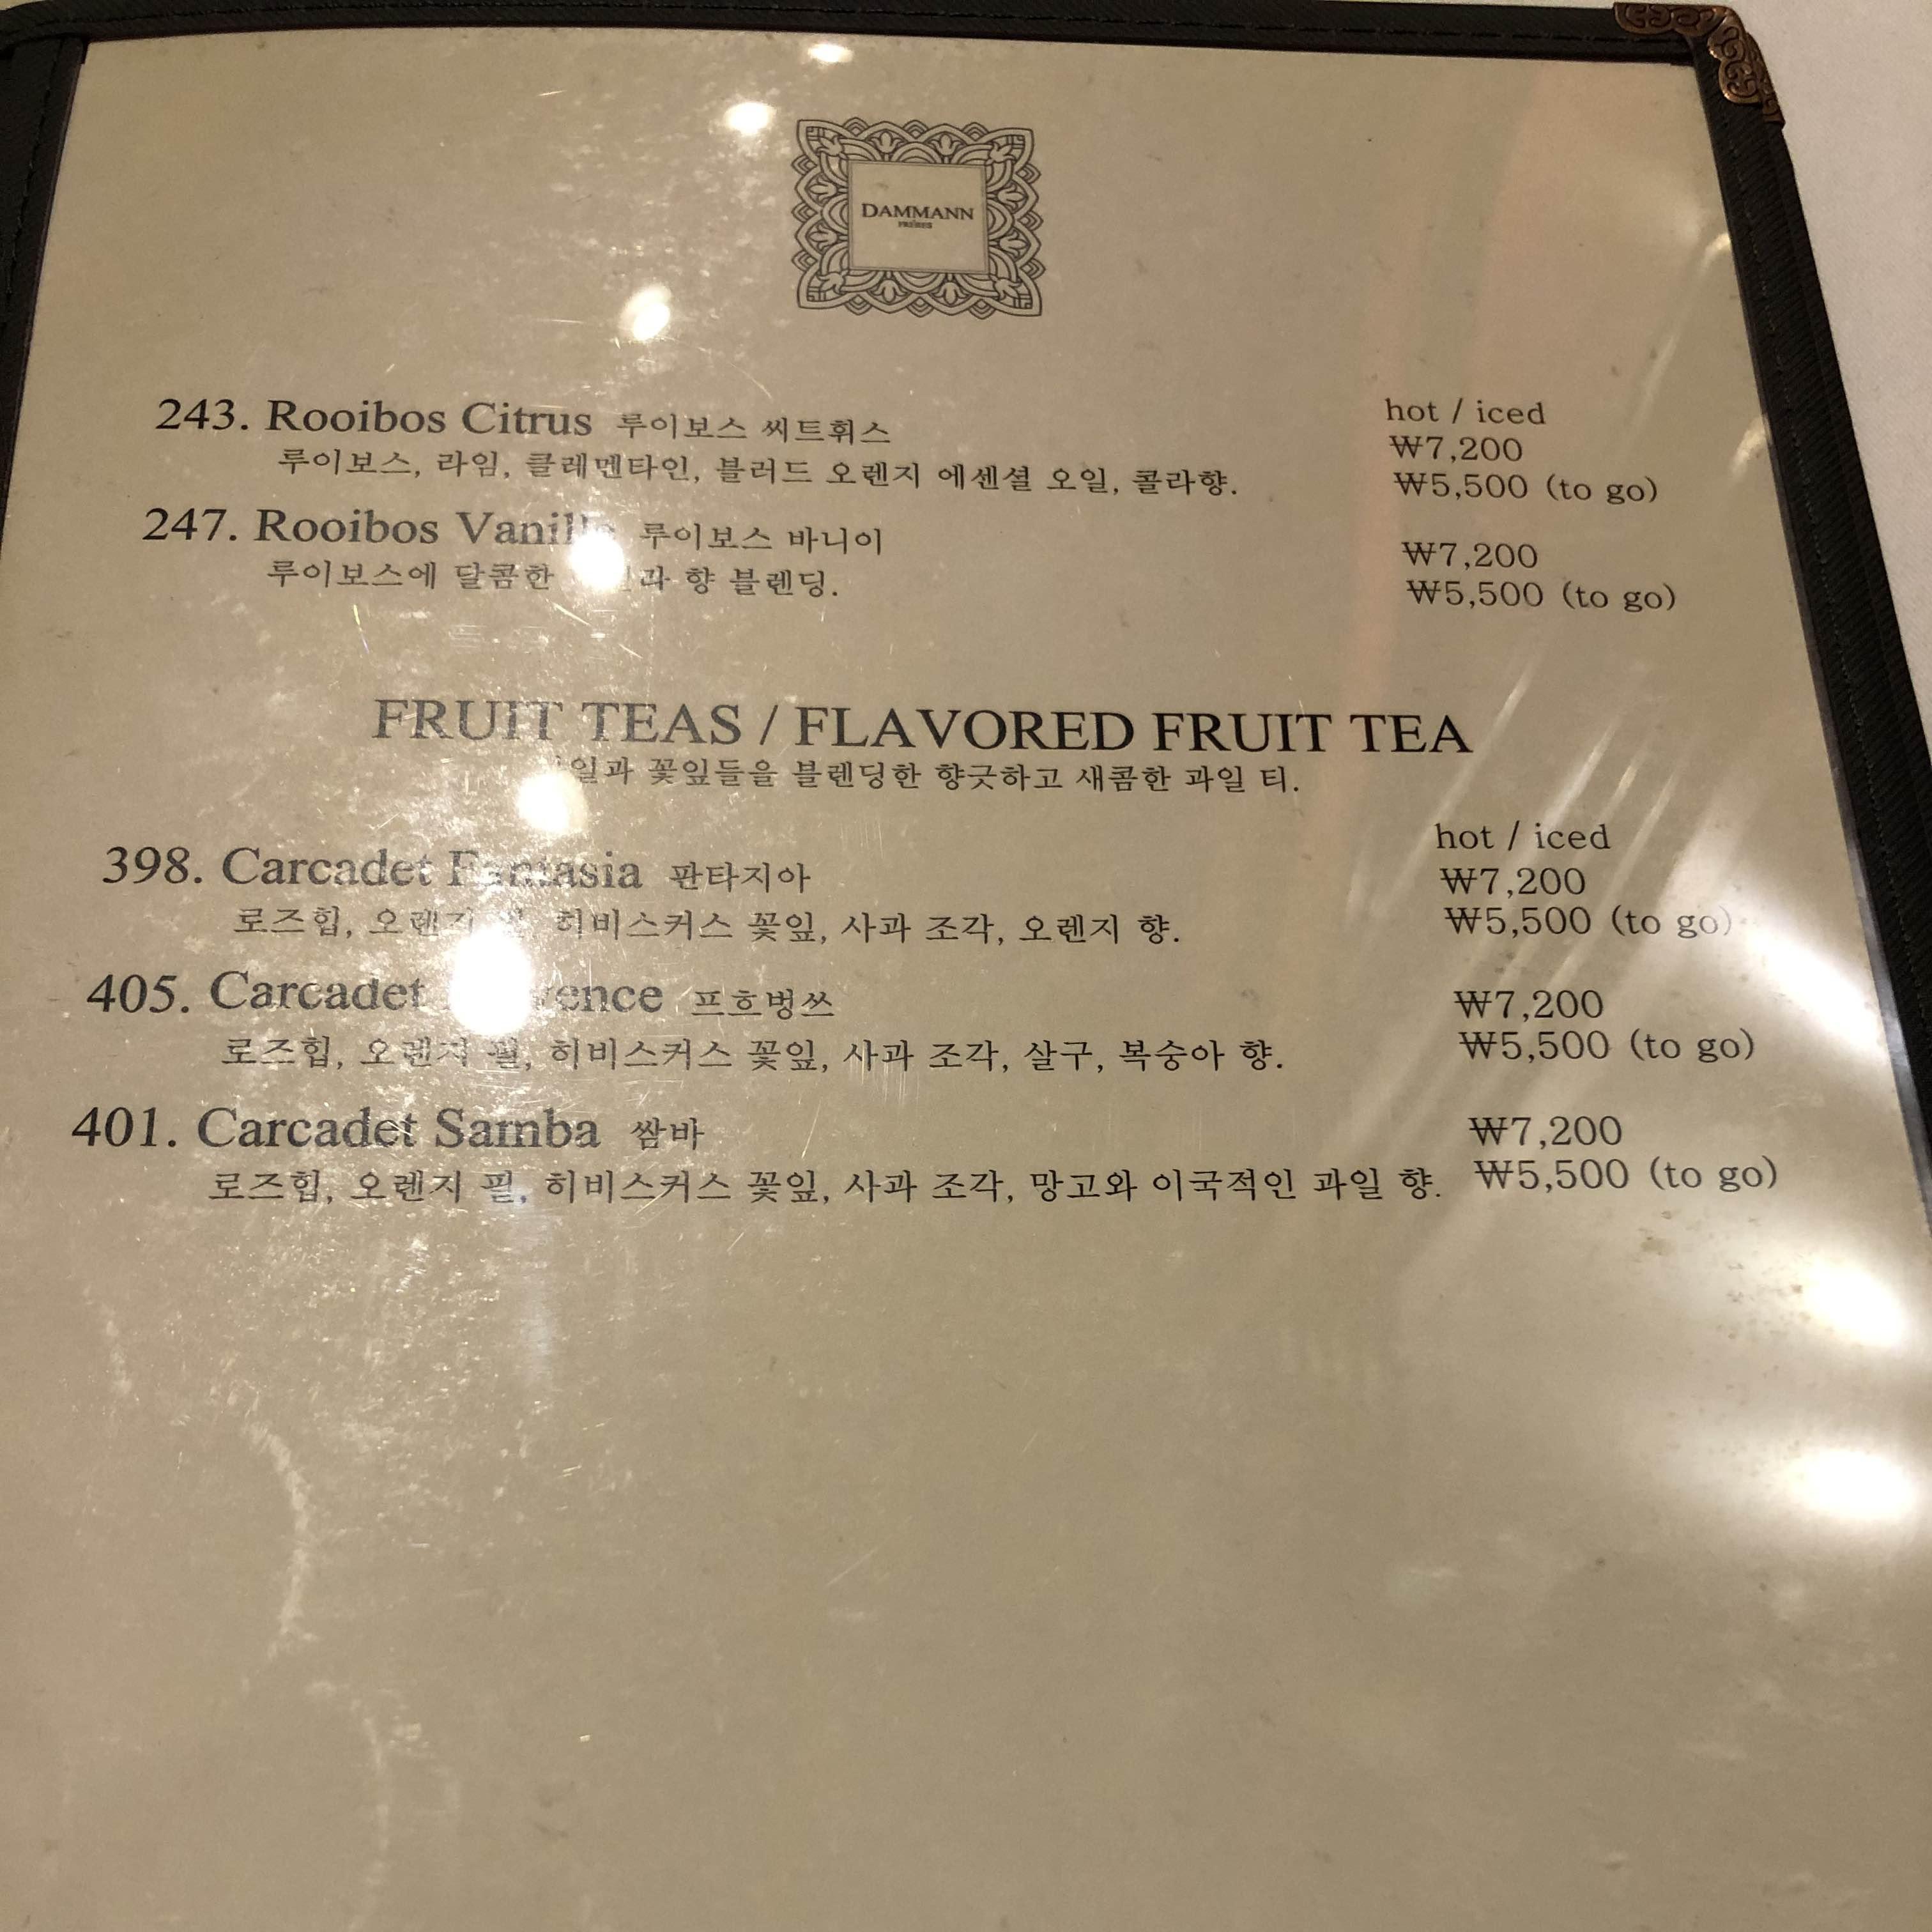 DAMMANN
FRÈRES
243. Rooibos Citrus 루이보스 씨트휘스
hot / iced
₩7,200
루이보스, 라임, 클레멘타인, 블러드 오렌지 에센셜 오일, 콜라향.
₩5,500 (to go)
247. Rooibos 루이보스 바니이
₩7,200
루이보스에 달콤한 향 블렌딩.
₩5,500 (to go)
FRUIT TEAS / FLAVORED FRUIT TEA
꽃잎들을 블렌딩한 향긋하고 새콤한 과일 티.
hot / iced
398. Carcadet Fantasia 판타지아
₩7,200
로즈힙, 오렌지 히비스커스 꽃잎, 사과 조각, 오렌지 향.
₩5,500 (to go)
405. Carcadet 프흐벙쓰
₩7,200
로즈힙, 오렌지 필, 히비스커스 꽃잎, 사과 조각, 살구, 복숭아 향.
₩5,500 (to go)
401. Carcadet Samba 쌈바
₩7,200
로즈힙, 오렌지 필, 히비스커스 꽃잎, 사과 조각, 망고와 이국적인 과일 향.
₩5,500 (to go)